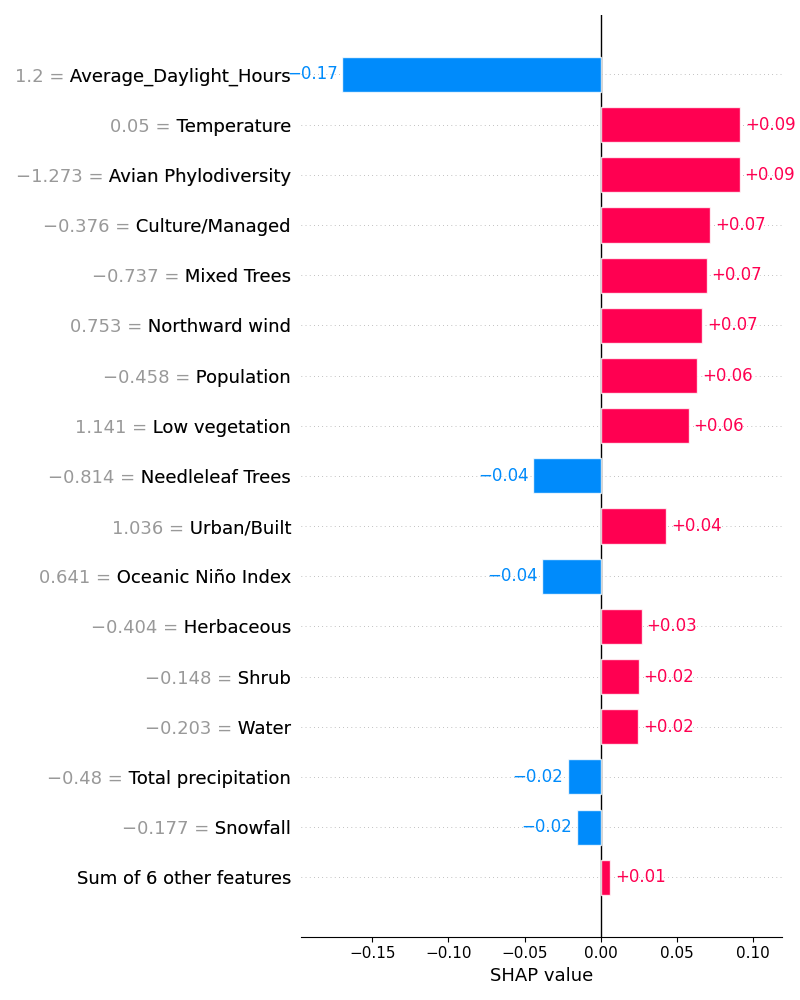 1.2 = Average_Daylight_Hours −0.17
0.05 = Temperature +0.09
−1.273 = Avian Phylodiversity +0.09
−0.376 = Culture/Managed +0.07
−0.737 = Mixed Trees +0.07
0.753 = Northward wind +0.07
−0.458 = Population +0.06
1.141 = Low vegetation +0.06
−0.814 = Needleleaf Trees −0.04
1.036 = Urban/Built +0.04
0.641 = Oceanic Niño Index −0.04
−0.404 = Herbaceous +0.03
−0.148 = Shrub +0.02
−0.203 = Water +0.02
−0.48 = Total precipitation −0.02
−0.177 = Snowfall −0.02
Sum of 6 other features +0.01
−0.15 −0.10 −0.05 0.00 0.05 0.10
SHAP value